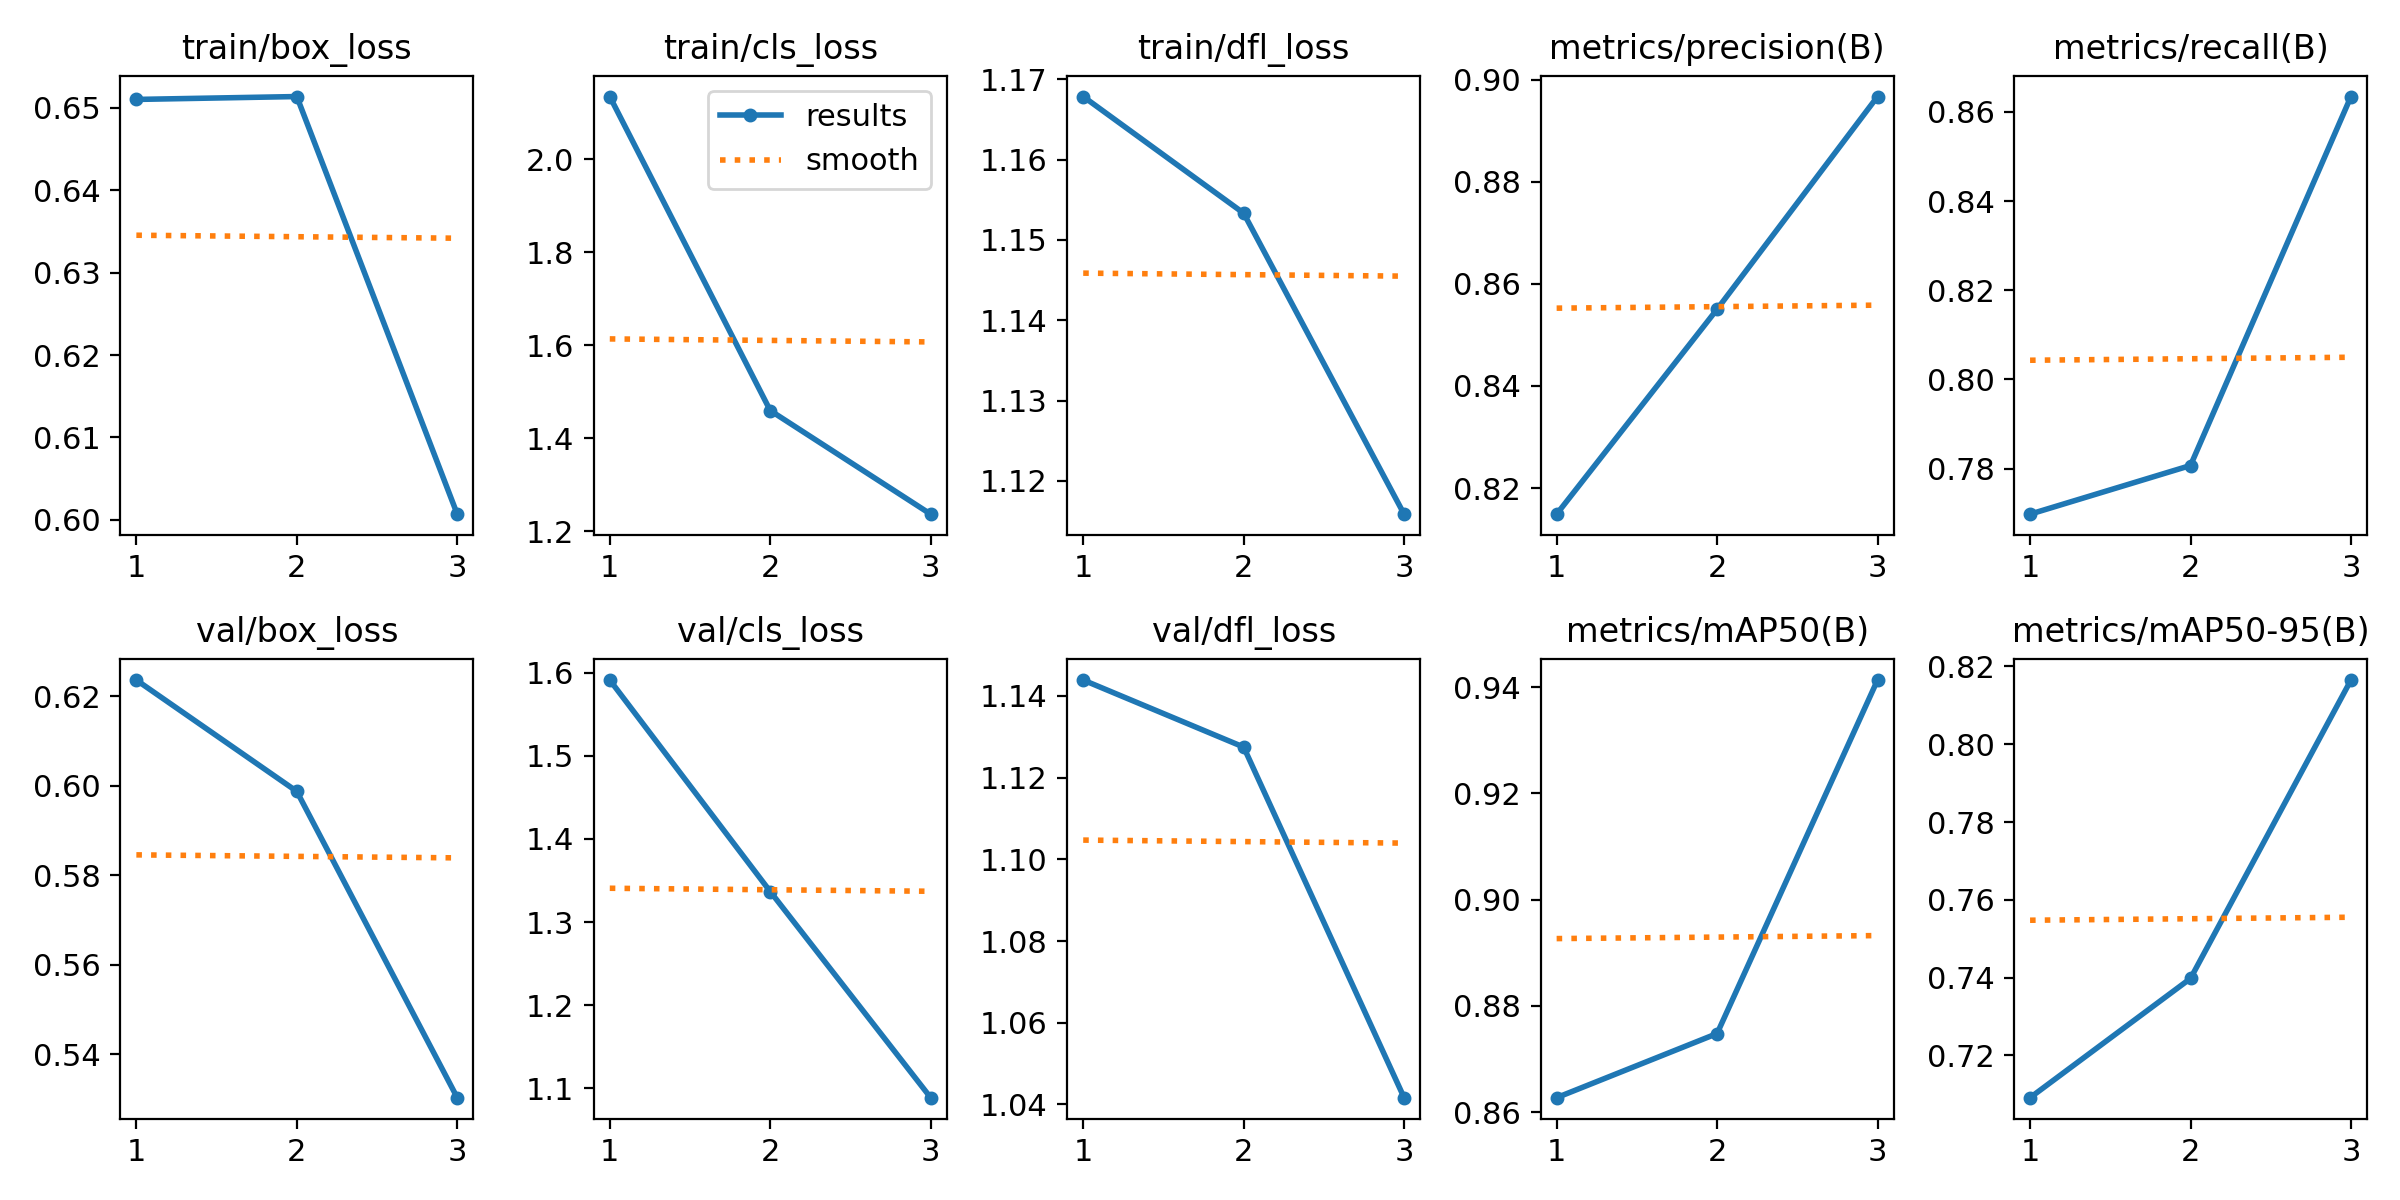 train/box_loss
0.65
0.64
0.63
0.62
0.61
0.60
1 2 3
train/cls_loss
results
smooth
2.0
1.8
1.6
1.4
1.2
1 2 3
train/dfl_loss
1.17
1.16
1.15
1.14
1.13
1.12
1 2 3
metrics/precision(B)
0.90
0.88
0.86
0.84
0.82
1 2 3
metrics/recall(B)
0.86
0.84
0.82
0.80
0.78
1 2 3
val/box_loss
0.62
0.60
0.58
0.56
0.54
1 2 3
val/cls_loss
1.6
1.5
1.4
1.3
1.2
1.1
1 2 3
val/dfl_loss
1.14
1.12
1.10
1.08
1.06
1.04
1 2 3
metrics/mAP50(B)
0.94
0.92
0.90
0.88
0.86
1 2 3
metrics/mAP50-95(B)
0.82
0.80
0.78
0.76
0.74
0.72
1 2 3